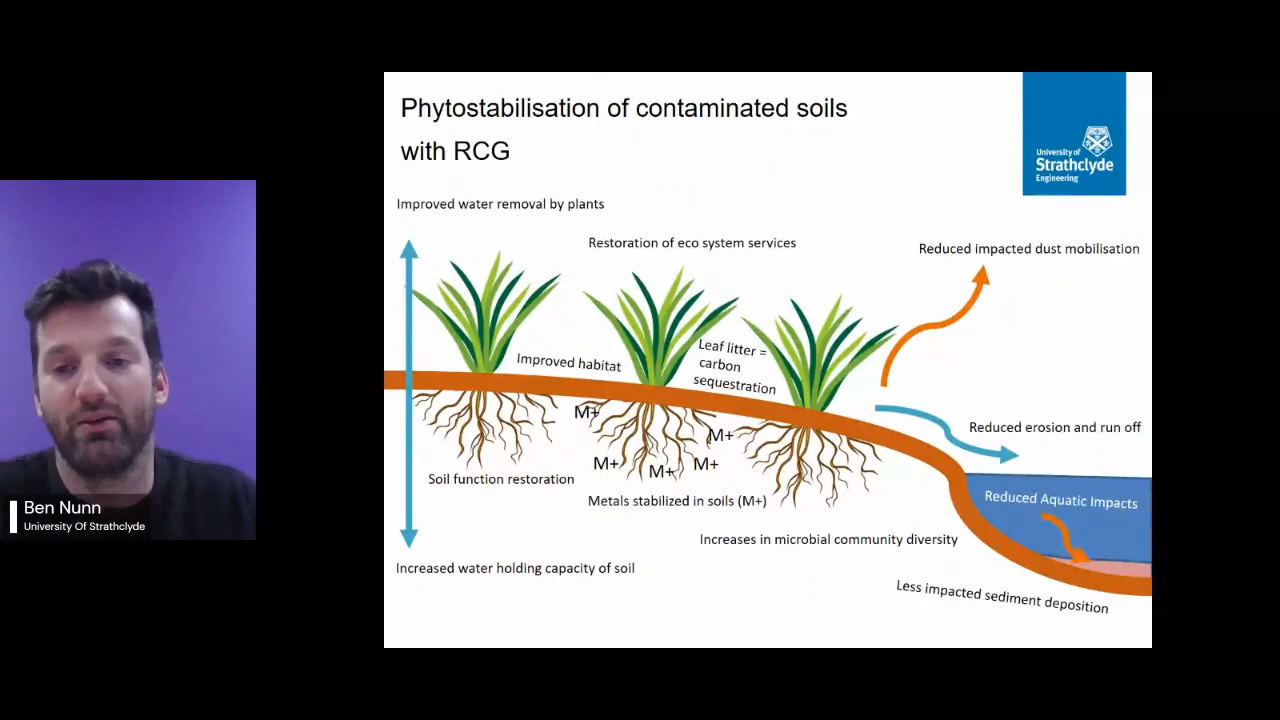 Phytostabilisation of contaminated soils
with RCG
University of
Strathclyde
Engineering
Improved water removal by plants
Restoration of eco system services
Reduced impacted dust mobilisation
Improved habitat
Leaf litter =
carbon
sequestration
M+
M+
M+
M+
M+
Reduced erosion and run off
Soil function restoration
Metals stabilized in soils (M+)
Reduced Aquatic Impacts
Increases in microbial community diversity
Increased water holding capacity of soil
Less impacted sediment deposition
Ben Nunn
University Of Strathclyde